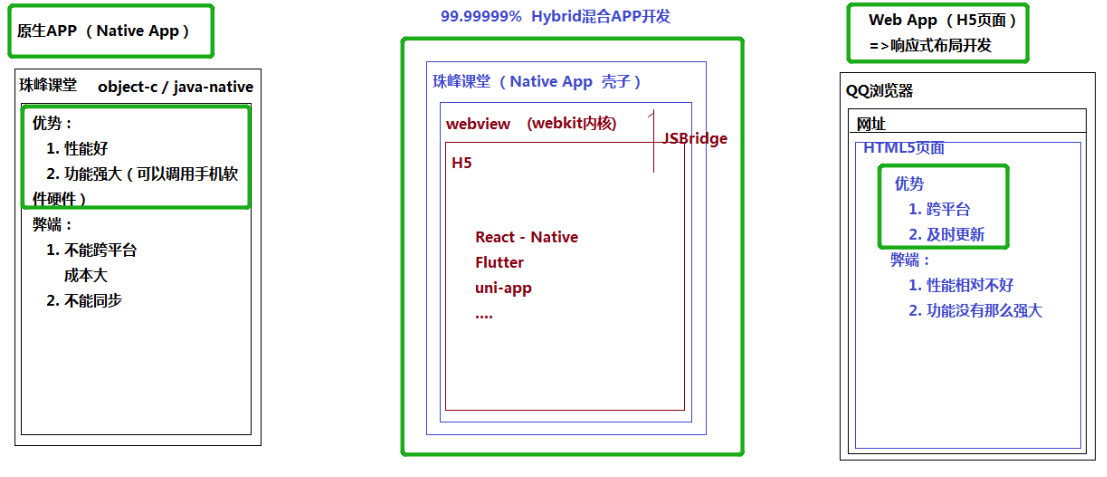 原生APP（Native App）
珠峰课堂 object-c / java-native
优势：
1. 性能好
2. 功能强大（可以调用手机软
件硬件）
弊端：
1. 不能跨平台
成本大
2. 不能同步
99.99999% Hybrid混合APP开发
珠峰课堂（Native App 壳子）
webview (webkit内核)
JSBridge
H5
React - Native
Flutter
uni-app
....
Web App（H5页面）
=>响应式布局开发
QQ浏览器
网址
HTML5页面
优势
1. 跨平台
2. 及时更新
弊端：
1. 性能相对不好
2. 功能没有那么强大